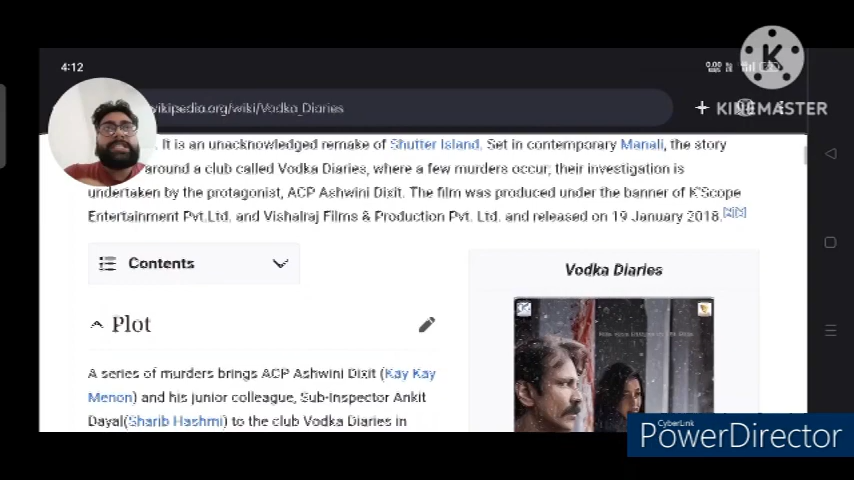 4:12
KINEMASTER
wikipedia.org/wiki/Vodka_Diaries
It is an unacknowledged remake of Shutter Island. Set in contemporary Manali, the story
around a club called Vodka Diaries, where a few murders occur; their investigation is
undertaken by the protagonist, ACP Ashwini Dixit. The film was produced under the banner of K'Scope
Entertainment Pvt.Ltd. and Vishalraj Films & Production Pvt. Ltd. and released on 19 January 2018.
Contents
Vodka Diaries
Plot
A series of murders brings ACP Ashwini Dixit (Kay Kay
Menon) and his junior colleague, Sub-Inspector Ankit
Dayal(Sharib Hashmi) to the club Vodka Diaries in
CyberLink
PowerDirector